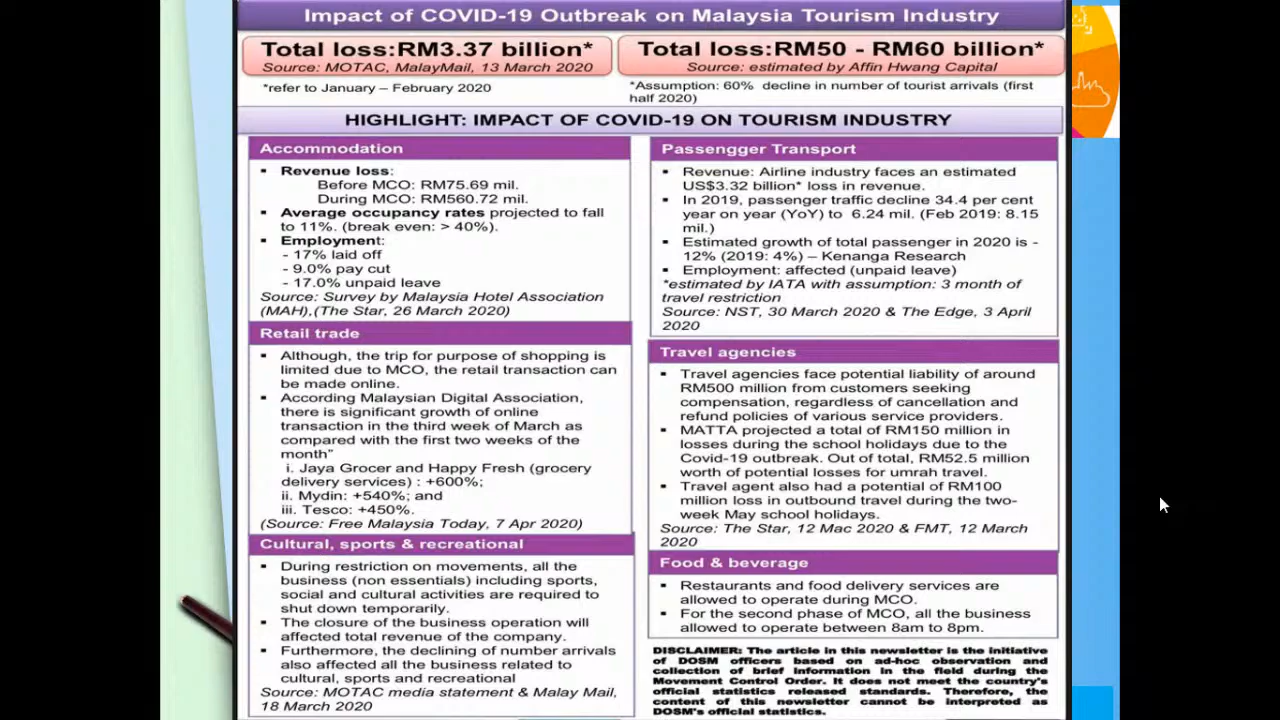 Impact of COVID-19 Outbreak on Malaysia Tourism Industry
Total loss:RM3.37 billion*
Source: MOTAC, MalayMail, 13 March 2020
Total loss:RM50 - RM60 billion*
Source: estimated by Affin Hwang Capital
*refer to January – February 2020
*Assumption: 60% decline in number of tourist arrivals (first
half 2020)
HIGHLIGHT: IMPACT OF COVID-19 ON TOURISM INDUSTRY
Accommodation
▪ Revenue loss:
Before MCO: RM75.69 mil.
During MCO: RM560.72 mil.
▪ Average occupancy rates projected to fall
to 11%. (break even: > 40%).
▪ Employment:
- 17% laid off
- 9.0% pay cut
- 17.0% unpaid leave
Source: Survey by Malaysia Hotel Association
(MAH),(The Star, 26 March 2020)
Retail trade
▪ Although, the trip for purpose of shopping is
limited due to MCO, the retail transaction can
be made online.
▪ According Malaysian Digital Association,
there is significant growth of online
transaction in the third week of March as
compared with the first two weeks of the
month"
i. Jaya Grocer and Happy Fresh (grocery
delivery services) : +600%;
ii. Mydin: +540%; and
iii. Tesco: +450%.
(Source: Free Malaysia Today, 7 Apr 2020)
Cultural, sports & recreational
▪ During restriction on movements, all the
business (non essentials) including sports,
social and cultural activities are required to
shut down temporarily.
▪ The closure of the business operation will
affected total revenue of the company.
▪ Furthermore, the declining of number arrivals
also affected all the business related to
cultural, sports and recreational
Source: MOTAC media statement & Malay Mail,
18 March 2020
Passengger Transport
▪ Revenue: Airline industry faces an estimated
US$3.32 billion* loss in revenue.
▪ In 2019, passenger traffic decline 34.4 per cent
year on year (YoY) to 6.24 mil. (Feb 2019: 8.15
mil.)
▪ Estimated growth of total passenger in 2020 is -
12% (2019: 4%) – Kenanga Research
▪ Employment: affected (unpaid leave)
*estimated by IATA with assumption: 3 month of
travel restriction
Source: NST, 30 March 2020 & The Edge, 3 April
2020
Travel agencies
▪ Travel agencies face potential liability of around
RM500 million from customers seeking
compensation, regardless of cancellation and
refund policies of various service providers.
▪ MATTA projected a total of RM150 million in
losses during the school holidays due to the
Covid-19 outbreak. Out of total, RM52.5 million
worth of potential losses for umrah travel.
▪ Travel agent also had a potential of RM100
million loss in outbound travel during the two-
week May school holidays.
Source: The Star, 12 Mac 2020 & FMT, 12 March
2020
Food & beverage
▪ Restaurants and food delivery services are
allowed to operate during MCO.
▪ For the second phase of MCO, all the business
allowed to operate between 8am to 8pm.
DISCLAIMER: The article in this newsletter is the initiative
of DOSM officers based on ad-hoc observation and
collection of brief information in the field during the
Movement Control Order. It does not meet the country's
official statistics released standards. Therefore, the
content of this newsletter cannot be interpreted as
DOSM's official statistics.